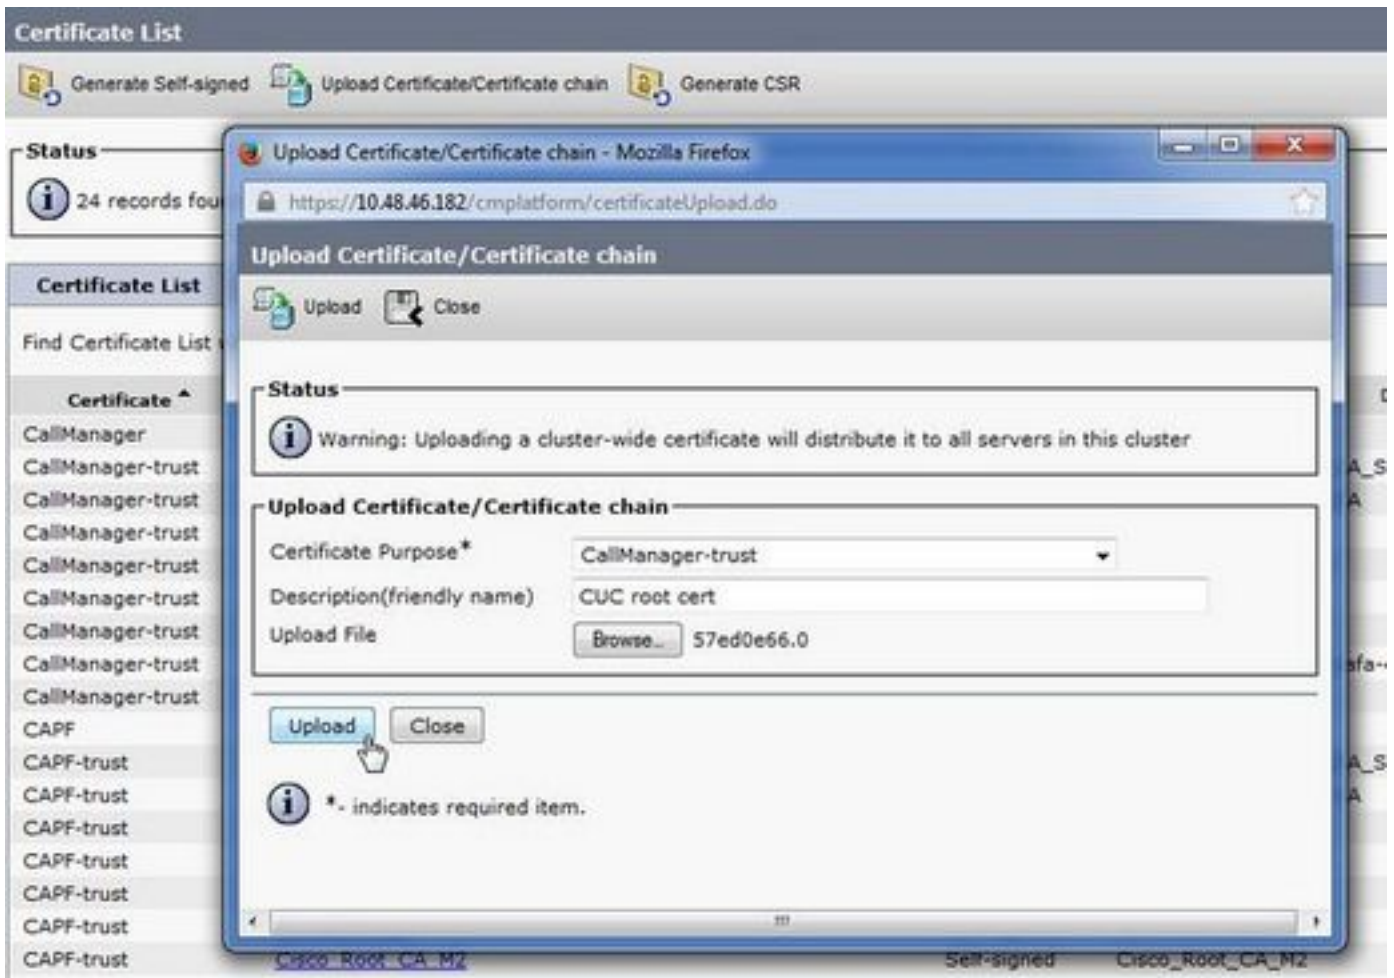 Certificate List
Generate Self-signed Upload Certificate/Certificate chain Generate CSR
Status
24 records fou
Certificate List
Find Certificate List
Certificate
CallManager
CallManager-trust
CallManager-trust
CallManager-trust
CallManager-trust
CallManager-trust
CallManager-trust
CallManager-trust
CallManager-trust
CAPF
CAPF-trust
CAPF-trust
CAPF-trust
CAPF-trust
CAPF-trust
CAPF-trust
CAPF-trust Cisco_Root_CA_M2 Self-signed Cisco_Root_CA_M2
Upload Certificate/Certificate chain - Mozilla Firefox
https://10.48.46.182/cmplatform/certificateUpload.do
Upload Certificate/Certificate chain
Upload Close
Status
Warning: Uploading a cluster-wide certificate will distribute it to all servers in this cluster
Upload Certificate/Certificate chain
Certificate Purpose* CallManager-trust
Description(friendly name) CUC root cert
Upload File Browse... 57ed0e66.0
Upload Close
*- indicates required item.
A_S
A
afa-
A_S
A